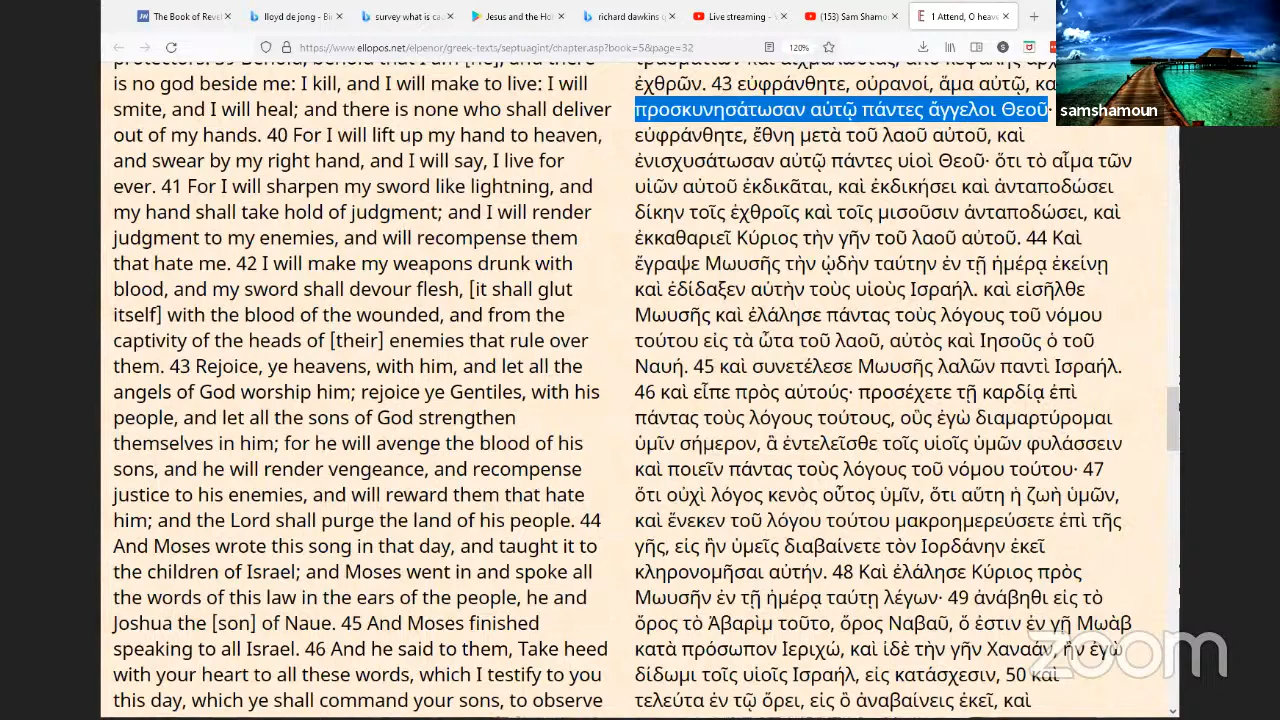 The Book of Reve
lloyd de jong - Bi
survey what is ca
Jesus and the Ho
richard dawkins
Live streaming -
(153) Sam Shamo
1 Attend, O heave
https://www.ellopos.net/elpenor/greek-texts/septuagint/chapter.asp?book=5&page=32
120%
samshamoun
is no god beside me: I kill, and I will make to live: I will
smite, and I will heal; and there is none who shall deliver
out of my hands. 40 For I will lift up my hand to heaven,
and swear by my right hand, and I will say, I live for
ever. 41 For I will sharpen my sword like lightning, and
my hand shall take hold of judgment; and I will render
judgment to my enemies, and will recompense them
that hate me. 42 I will make my weapons drunk with
blood, and my sword shall devour flesh, [it shall glut
itself] with the blood of the wounded, and from the
captivity of the heads of [their] enemies that rule over
them. 43 Rejoice, ye heavens, with him, and let all the
angels of God worship him; rejoice ye Gentiles, with his
people, and let all the sons of God strengthen
themselves in him; for he will avenge the blood of his
sons, and he will render vengeance, and recompense
justice to his enemies, and will reward them that hate
him; and the Lord shall purge the land of his people. 44
And Moses wrote this song in that day, and taught it to
the children of Israel; and Moses went in and spoke all
the words of this law in the ears of the people, he and
Joshua the [son] of Naue. 45 And Moses finished
speaking to all Israel. 46 And he said to them, Take heed
with your heart to all these words, which I testify to you
this day, which ye shall command your sons, to observe
ἐχθρῶν. 43 εὐφράνθητε, οὐρανοί, ἅμα αὐτῷ, κα
προσκυνησάτωσαν αὐτῷ πάντες ἄγγελοι Θεοῦ·
εὐφράνθητε, ἔθνη μετὰ τοῦ λαοῦ αὐτοῦ, καὶ
ἐνισχυσάτωσαν αὐτῷ πάντες υἱοὶ Θεοῦ· ὅτι τὸ αἷμα τῶν
υἱῶν αὐτοῦ ἐκδικᾶται, καὶ ἐκδικήσει καὶ ἀνταποδώσει
δίκην τοῖς ἐχθροῖς καὶ τοῖς μισοῦσιν ἀνταποδώσει, καὶ
ἐκκαθαριεῖ Κύριος τὴν γῆν τοῦ λαοῦ αὐτοῦ. 44 Καὶ
ἔγραψε Μωυσῆς τὴν ᾠδὴν ταύτην ἐν τῇ ἡμέρᾳ ἐκείνῃ
καὶ ἐδίδαξεν αὐτὴν τοὺς υἱοὺς Ἰσραήλ. καὶ εἰσῆλθε
Μωυσῆς καὶ ἐλάλησε πάντας τοὺς λόγους τοῦ νόμου
τούτου εἰς τὰ ὦτα τοῦ λαοῦ, αὐτὸς καὶ Ἰησοῦς ὁ τοῦ
Ναυή. 45 καὶ συνετέλεσε Μωυσῆς λαλῶν παντὶ Ἰσραήλ.
46 καὶ εἶπε πρὸς αὐτούς· προσέχετε τῇ καρδίᾳ ἐπὶ
πάντας τοὺς λόγους τούτους, οὓς ἐγὼ διαμαρτύρομαι
ὑμῖν σήμερον, ἃ ἐντελεῖσθε τοῖς υἱοῖς ὑμῶν φυλάσσειν
καὶ ποιεῖν πάντας τοὺς λόγους τοῦ νόμου τούτου· 47
ὅτι οὐχὶ λόγος κενὸς οὗτος ὑμῖν, ὅτι αὕτη ἡ ζωὴ ὑμῶν,
καὶ ἕνεκεν τοῦ λόγου τούτου μακροημερεύσετε ἐπὶ τῆς
γῆς, εἰς ἣν ὑμεῖς διαβαίνετε τὸν Ἰορδάνην ἐκεῖ
κληρονομῆσαι αὐτήν. 48 Καὶ ἐλάλησε Κύριος πρὸς
Μωυσῆν ἐν τῇ ἡμέρᾳ ταύτῃ λέγων· 49 ἀνάβηθι εἰς τὸ
ὄρος τὸ Ἀβαρὶμ τοῦτο, ὄρος Ναβαῦ, ὅ ἐστιν ἐν γῇ Μωὰβ
κατὰ πρόσωπον Ἱεριχώ, καὶ ἰδὲ τὴν γῆν Χαναάν, ἣν ἐγὼ
δίδωμι τοῖς υἱοῖς Ἰσραήλ, εἰς κατάσχεσιν, 50 καὶ
τελεύτα ἐν τῷ ὄρει, εἰς ὃ ἀναβαίνεις ἐκεῖ, καὶ
zoom